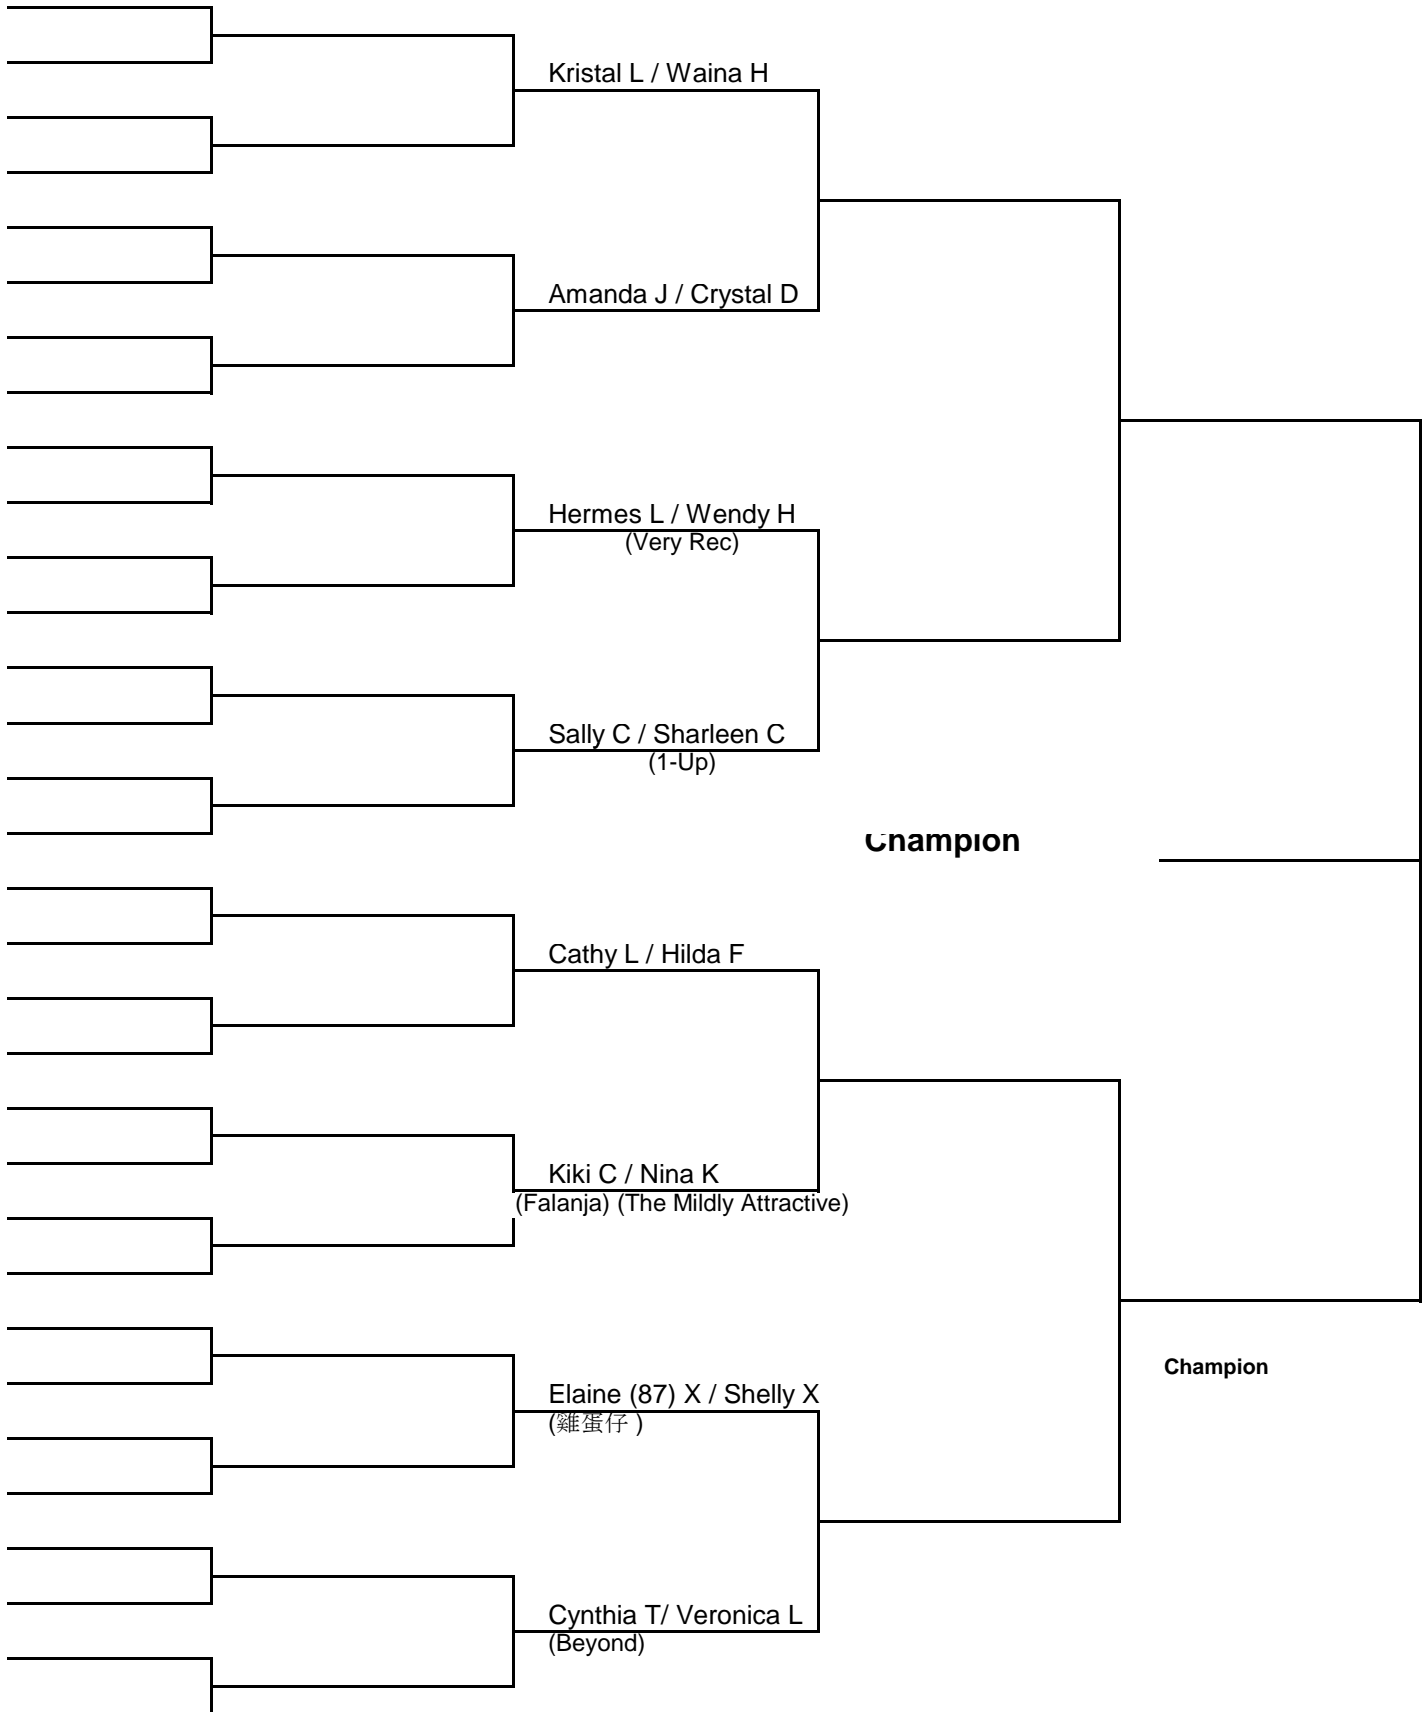 Kristal L / Waina H
Amanda J / Crystal D
Hermes L / Wendy H
(Very Rec)
Sally C / Sharleen C
(1-Up)
Champion
Cathy L / Hilda F
Kiki C / Nina K
(Falanja) (The Mildly Attractive)
Champion
Elaine (87) X / Shelly X
(雞蛋仔 )
Cynthia T/ Veronica L
(Beyond)